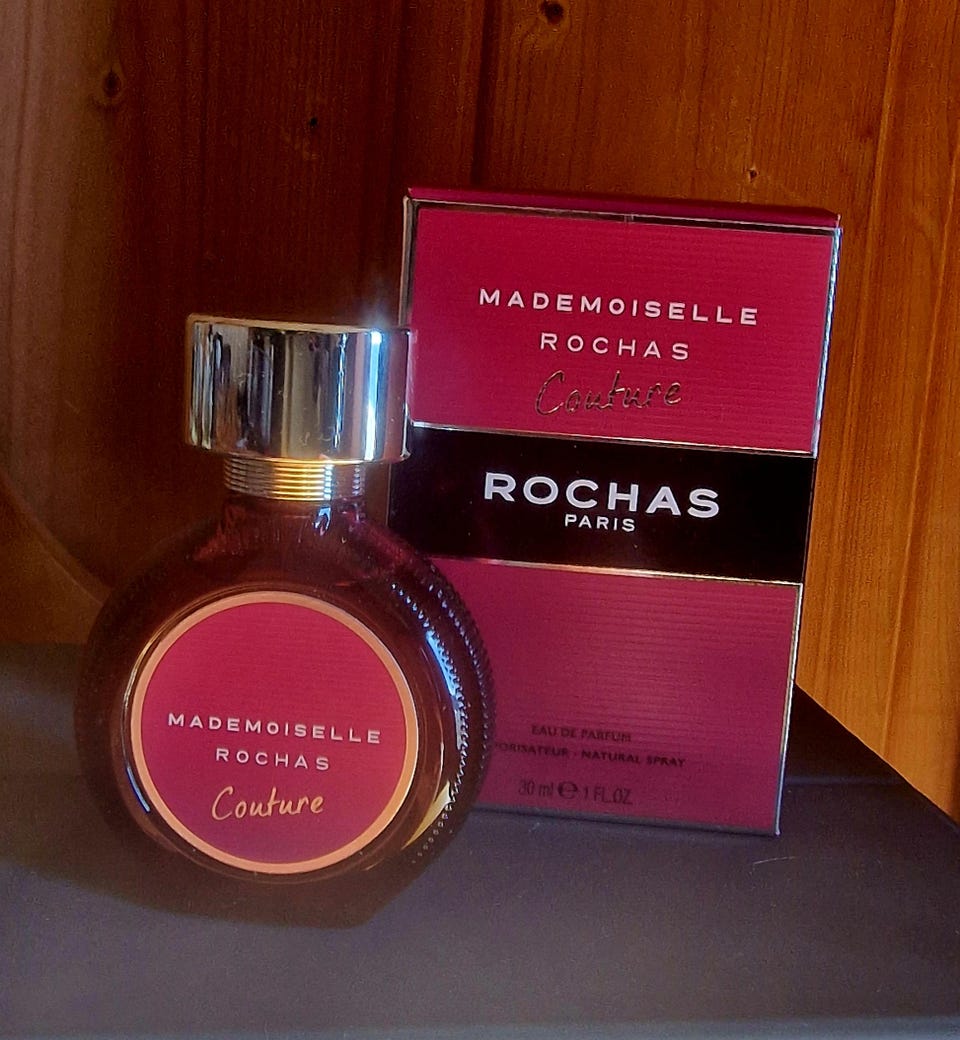 MADEMOISELLE
ROCHAS
Couture
ROCHAS
PARIS
EAU DE PARFUM
NATURAL SPRAY
30 ml e 1 FL.OZ
MADEMOISELLE
ROCHAS
Couture